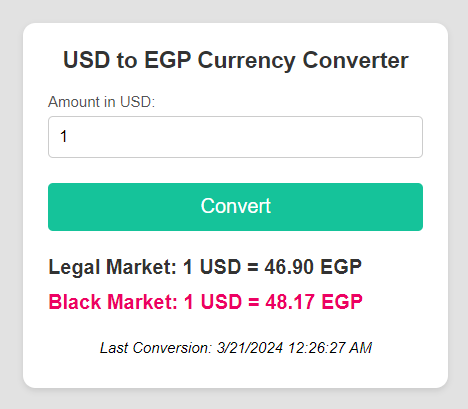 USD to EGP Currency Converter
Amount in USD:
1
Convert
Legal Market: 1 USD = 46.90 EGP
Black Market: 1 USD = 48.17 EGP
Last Conversion: 3/21/2024 12:26:27 AM